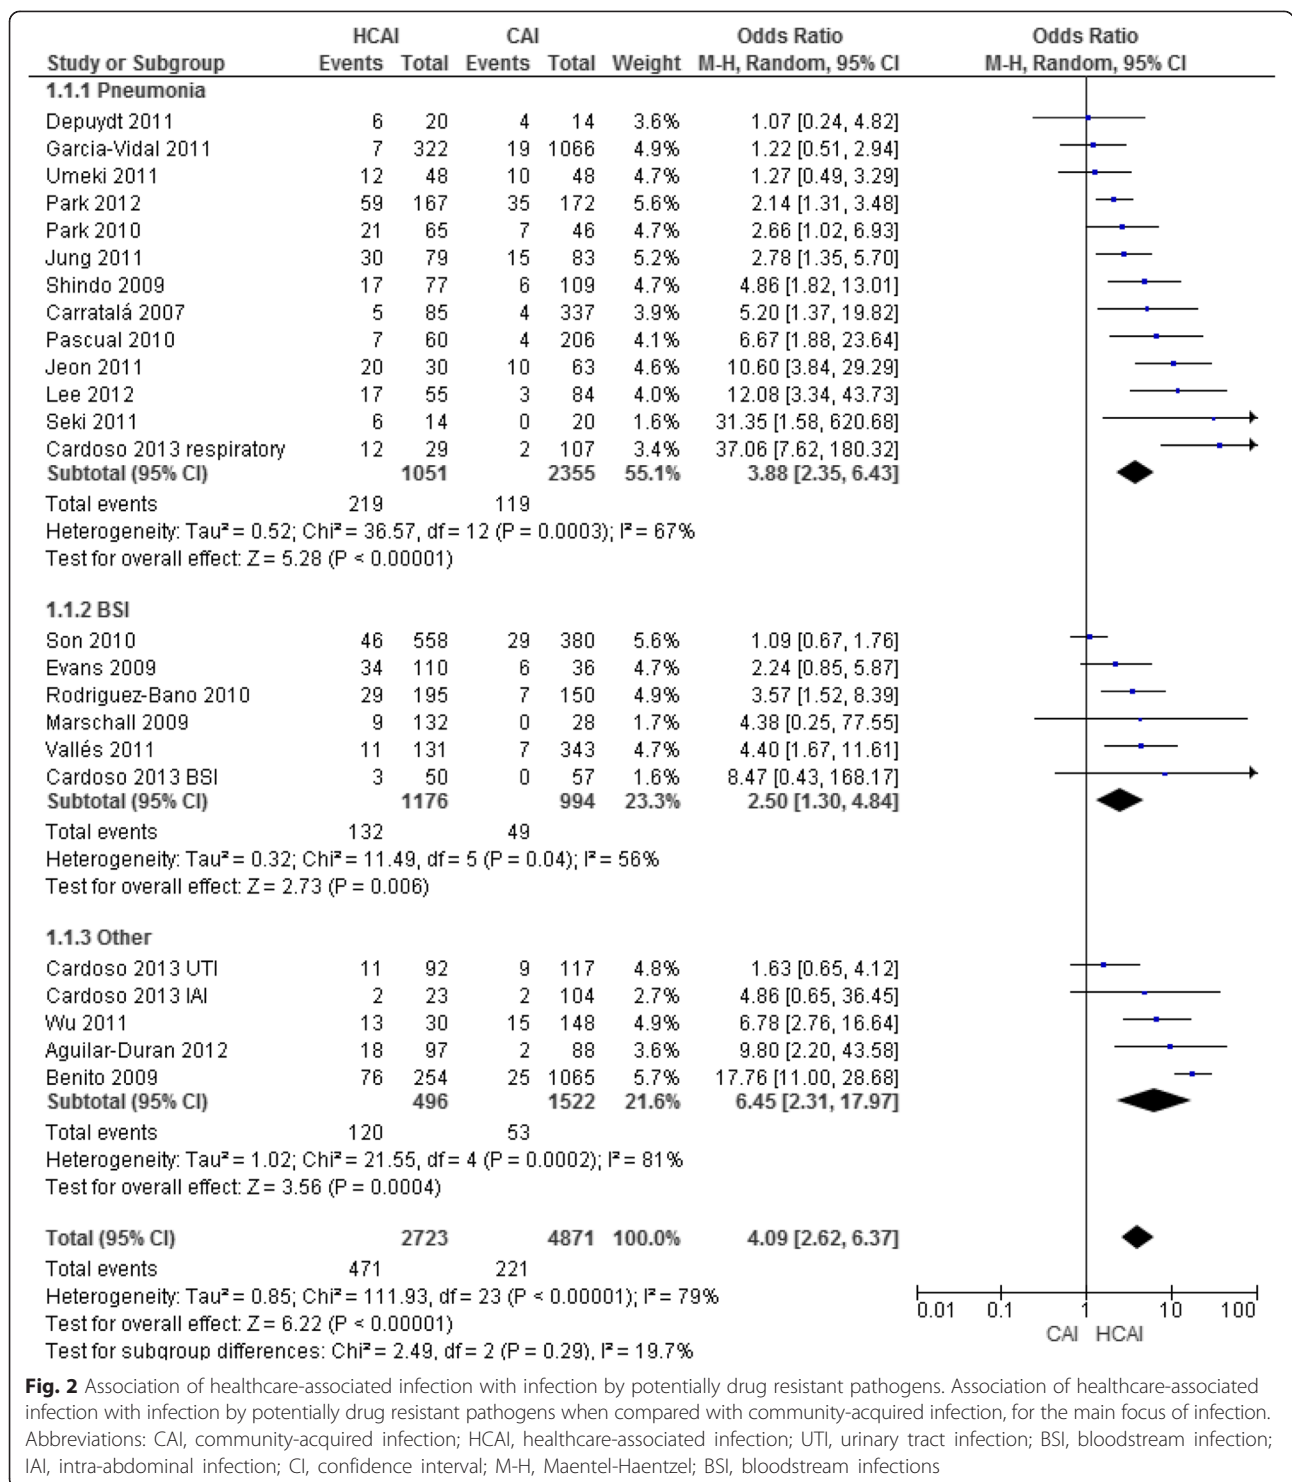 HCAI CAI Odds Ratio Odds Ratio
Study or Subgroup Events Total Events Total Weight M-H, Random, 95% CI M-H, Random, 95% CI
1.1.1 Pneumonia
Depuydt 2011 6 20 4 14 3.6% 1.07 [0.24, 4.82]
Garcia-Vidal 2011 7 322 19 1066 4.9% 1.22 [0.51, 2.94]
Umeki 2011 12 48 10 48 4.7% 1.27 [0.49, 3.29]
Park 2012 59 167 35 172 5.6% 2.14 [1.31, 3.48]
Park 2010 21 65 7 46 4.7% 2.66 [1.02, 6.93]
Jung 2011 30 79 15 83 5.2% 2.78 [1.35, 5.70]
Shindo 2009 17 77 6 109 4.7% 4.86 [1.82, 13.01]
Carratalá 2007 5 85 4 337 3.9% 5.20 [1.37, 19.82]
Pascual 2010 7 60 4 206 4.1% 6.67 [1.88, 23.64]
Jeon 2011 20 30 10 63 4.6% 10.60 [3.84, 29.29]
Lee 2012 17 55 3 84 4.0% 12.08 [3.34, 43.73]
Seki 2011 6 14 0 20 1.6% 31.35 [1.58, 620.68]
Cardoso 2013 respiratory 12 29 2 107 3.4% 37.06 [7.62, 180.32]
Subtotal (95% CI) 1051 2355 55.1% 3.88 [2.35, 6.43]
Total events 219 119
Heterogeneity: Tau² = 0.52; Chi² = 36.57, df = 12 (P = 0.0003); I² = 67%
Test for overall effect: Z = 5.28 (P < 0.00001)
1.1.2 BSI
Son 2010 46 558 29 380 5.6% 1.09 [0.67, 1.76]
Evans 2009 34 110 6 36 4.7% 2.24 [0.85, 5.87]
Rodriguez-Bano 2010 29 195 7 150 4.9% 3.57 [1.52, 8.39]
Marschall 2009 9 132 0 28 1.7% 4.38 [0.25, 77.55]
Vallés 2011 11 131 7 343 4.7% 4.40 [1.67, 11.61]
Cardoso 2013 BSI 3 50 0 57 1.6% 8.47 [0.43, 168.17]
Subtotal (95% CI) 1176 994 23.3% 2.50 [1.30, 4.84]
Total events 132 49
Heterogeneity: Tau² = 0.32; Chi² = 11.49, df = 5 (P = 0.04); I² = 56%
Test for overall effect: Z = 2.73 (P = 0.006)
1.1.3 Other
Cardoso 2013 UTI 11 92 9 117 4.8% 1.63 [0.65, 4.12]
Cardoso 2013 IAI 2 23 2 104 2.7% 4.86 [0.65, 36.45]
Wu 2011 13 30 15 148 4.9% 6.78 [2.76, 16.64]
Aguilar-Duran 2012 18 97 2 88 3.6% 9.80 [2.20, 43.58]
Benito 2009 76 254 25 1065 5.7% 17.76 [11.00, 28.68]
Subtotal (95% CI) 496 1522 21.6% 6.45 [2.31, 17.97]
Total events 120 53
Heterogeneity: Tau² = 1.02; Chi² = 21.55, df = 4 (P = 0.0002); I² = 81%
Test for overall effect: Z = 3.56 (P = 0.0004)
Total (95% CI) 2723 4871 100.0% 4.09 [2.62, 6.37]
Total events 471 221
Heterogeneity: Tau² = 0.85; Chi² = 111.93, df = 23 (P < 0.00001); I² = 79%
Test for overall effect: Z = 6.22 (P < 0.00001)
Test for subgroup differences: Chi² = 2.49, df = 2 (P = 0.29), I² = 19.7%
0.01 0.1 1 10 100
CAI HCAI
Fig. 2 Association of healthcare-associated infection with infection by potentially drug resistant pathogens. Association of healthcare-associated
infection with infection by potentially drug resistant pathogens when compared with community-acquired infection, for the main focus of infection.
Abbreviations: CAI, community-acquired infection; HCAI, healthcare-associated infection; UTI, urinary tract infection; BSI, bloodstream infection;
IAI, intra-abdominal infection; CI, confidence interval; M-H, Maentel-Haentzel; BSI, bloodstream infections